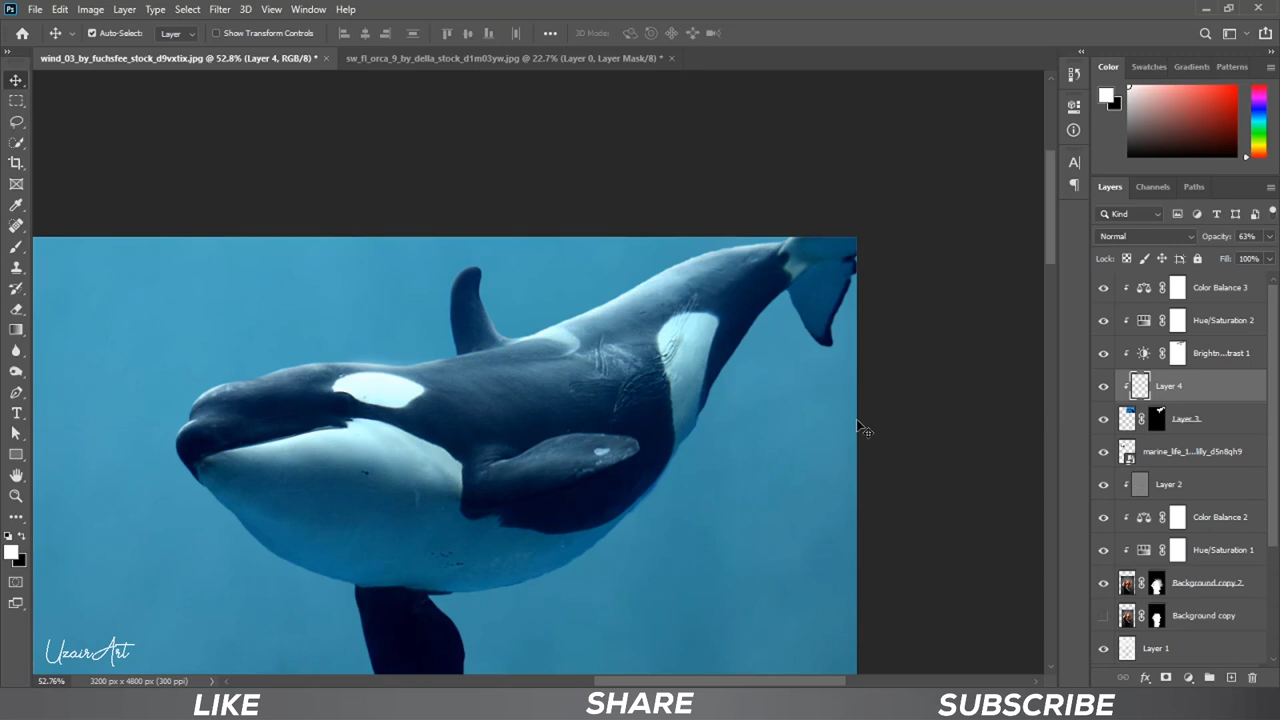 Ps File Edit Image Layer Type Select Filter 3D View Window Help
Auto-Select: Layer Show Transform Controls 3D Mode:
wind_03_by_fuchsfee_stock_d9vxtix.jpg @ 52.8% (Layer 4, RGB/8) * × sw_fl_orca_9_by_della_stock_d1m03yw.jpg @ 22.7% (Layer 0, Layer Mask/8) * ×
Color Swatches Gradients Patterns
Layers Channels Paths
Kind
Normal Opacity: 63%
Lock: Fill: 100%
Color Balance 3
Hue/Saturation 2
Brightn...trast 1
Layer 4
Layer 3
marine_life_1...lilly_d5n8qh9
Layer 2
Color Balance 2
Hue/Saturation 1
Background copy 2
Background copy
Layer 1
UzairArt
52.76% 3200 px x 4800 px (300 ppi)
LIKE SHARE SUBSCRIBE